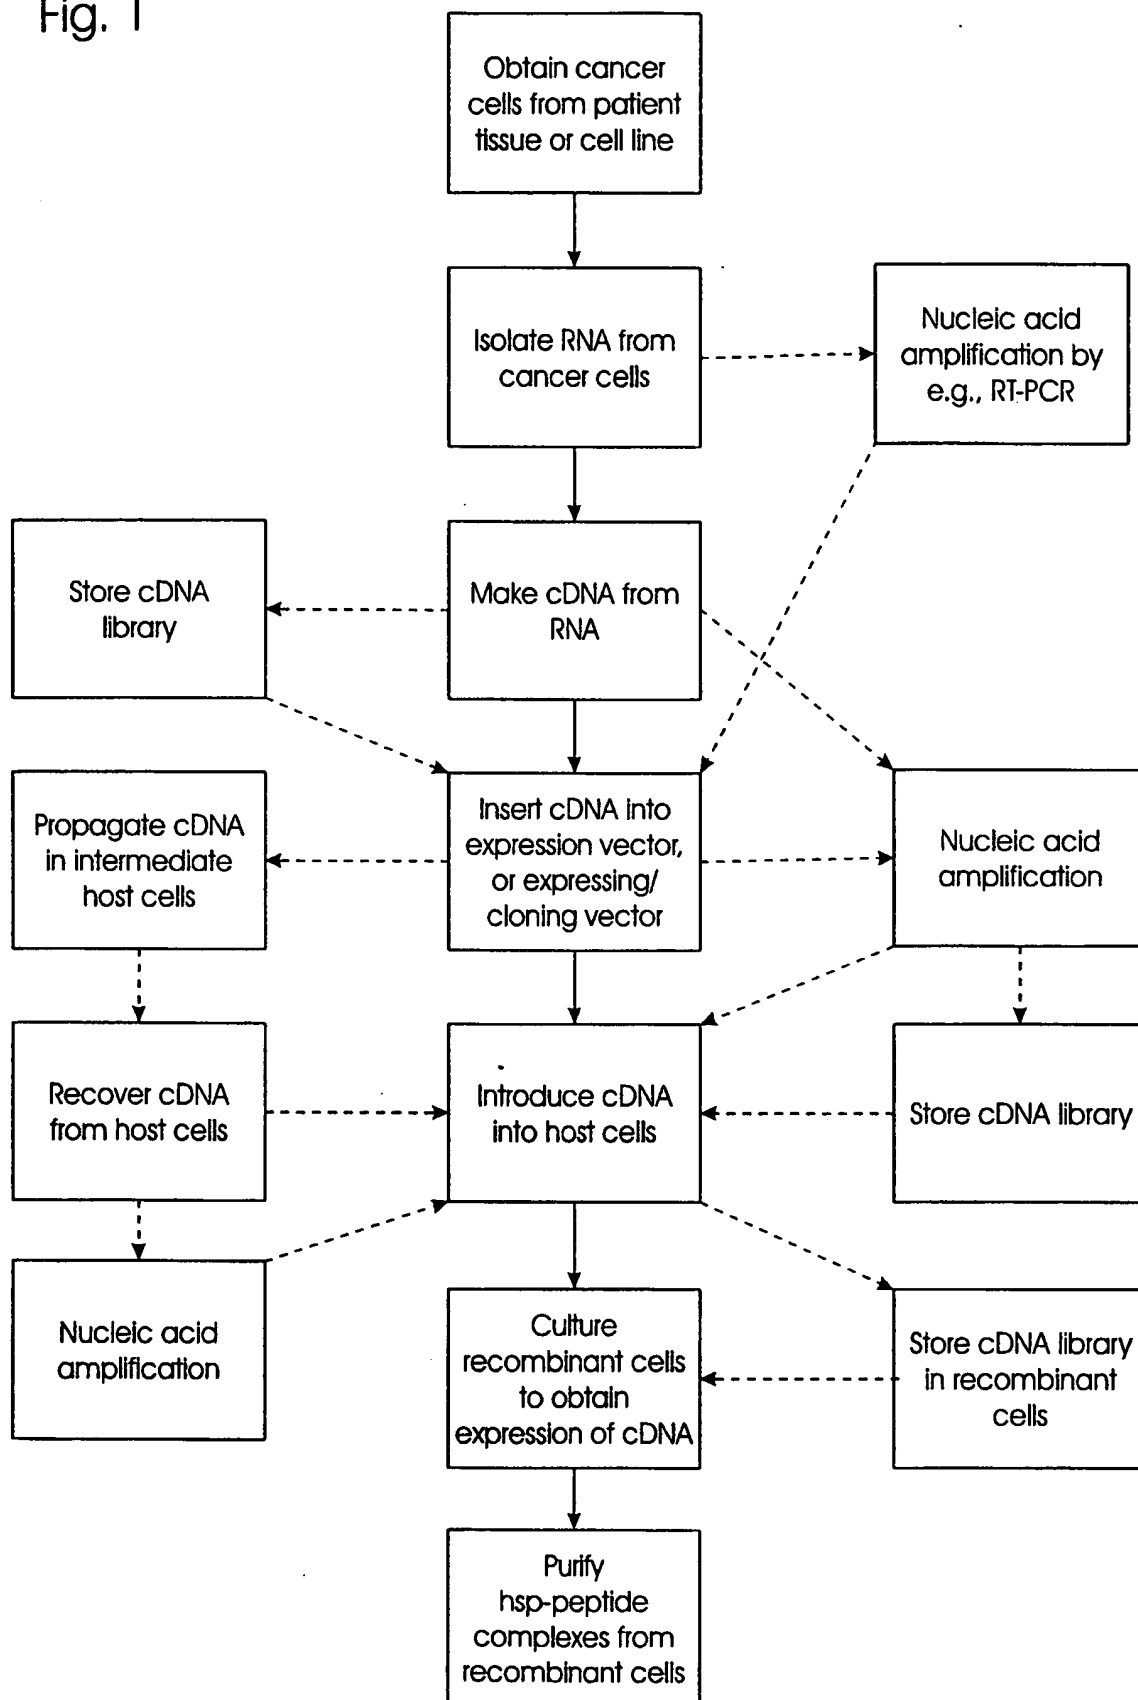 Fig. 1
Obtain cancer
cells from patient
tissue or cell line
Isolate RNA from
cancer cells
Nucleic acid
amplification by
e.g., RT-PCR
Store cDNA
library
Make cDNA from
RNA
Propagate cDNA
in intermediate
host cells
Insert cDNA into
expression vector,
or expressing/
cloning vector
Nucleic acid
amplification
Recover cDNA
from host cells
Introduce cDNA
into host cells
Store cDNA library
Nucleic acid
amplification
Culture
recombinant cells
to obtain
expression of cDNA
Store cDNA library
in recombinant
cells
Purify
hsp-peptide
complexes from
recombinant cells